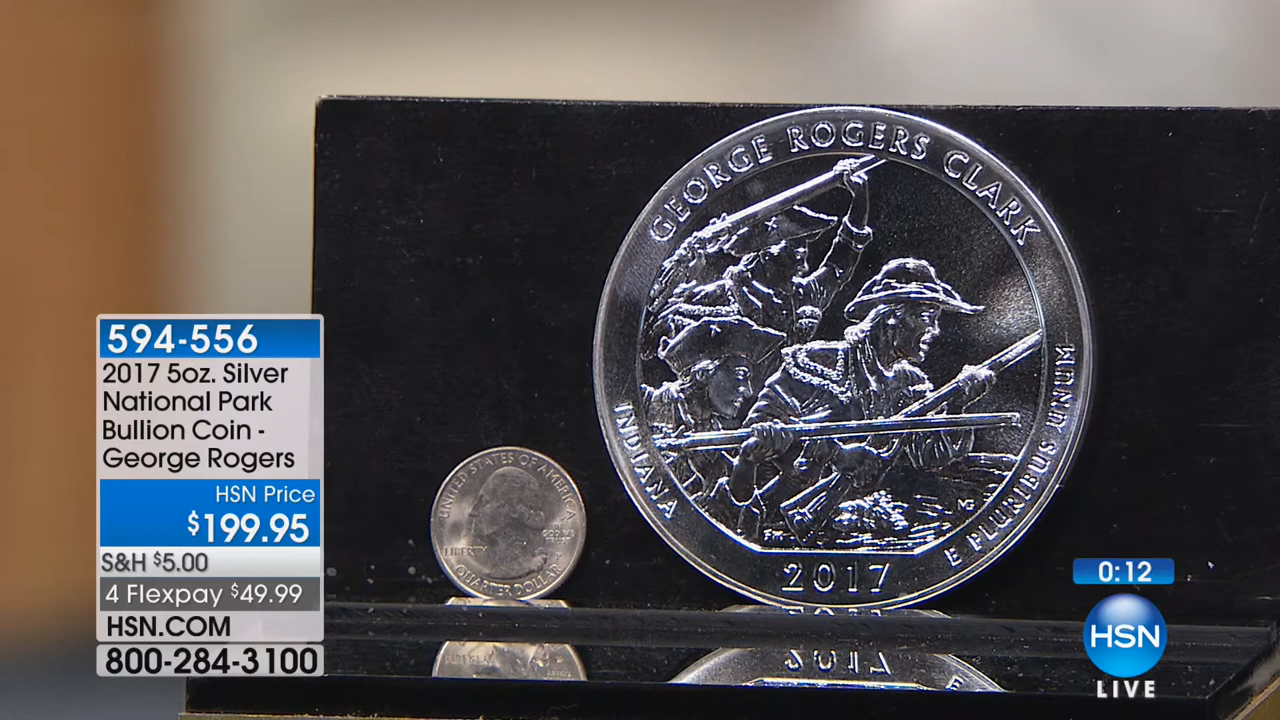 594-556
2017 5oz. Silver
National Park
Bullion Coin -
George Rogers
HSN Price
$199.95
S&H $5.00
4 Flexpay $49.99
HSN.COM
800-284-3100
UNITED STATES OF AMERICA
LIBERTY
QUARTER DOLLAR
GEORGE ROGERS CLARK
INDIANA
E PLURIBUS UNUM
2017
0:12
HSN
LIVE